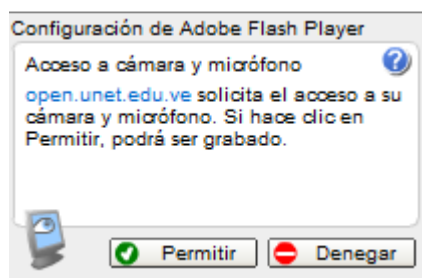 Configuración de Adobe Flash Player
Acceso a cámara y micrófono
open.unet.edu.ve solicita el acceso a su
cámara y micrófono. Si hace clic en
Permitir, podrá ser grabado.
Permitir
Denegar